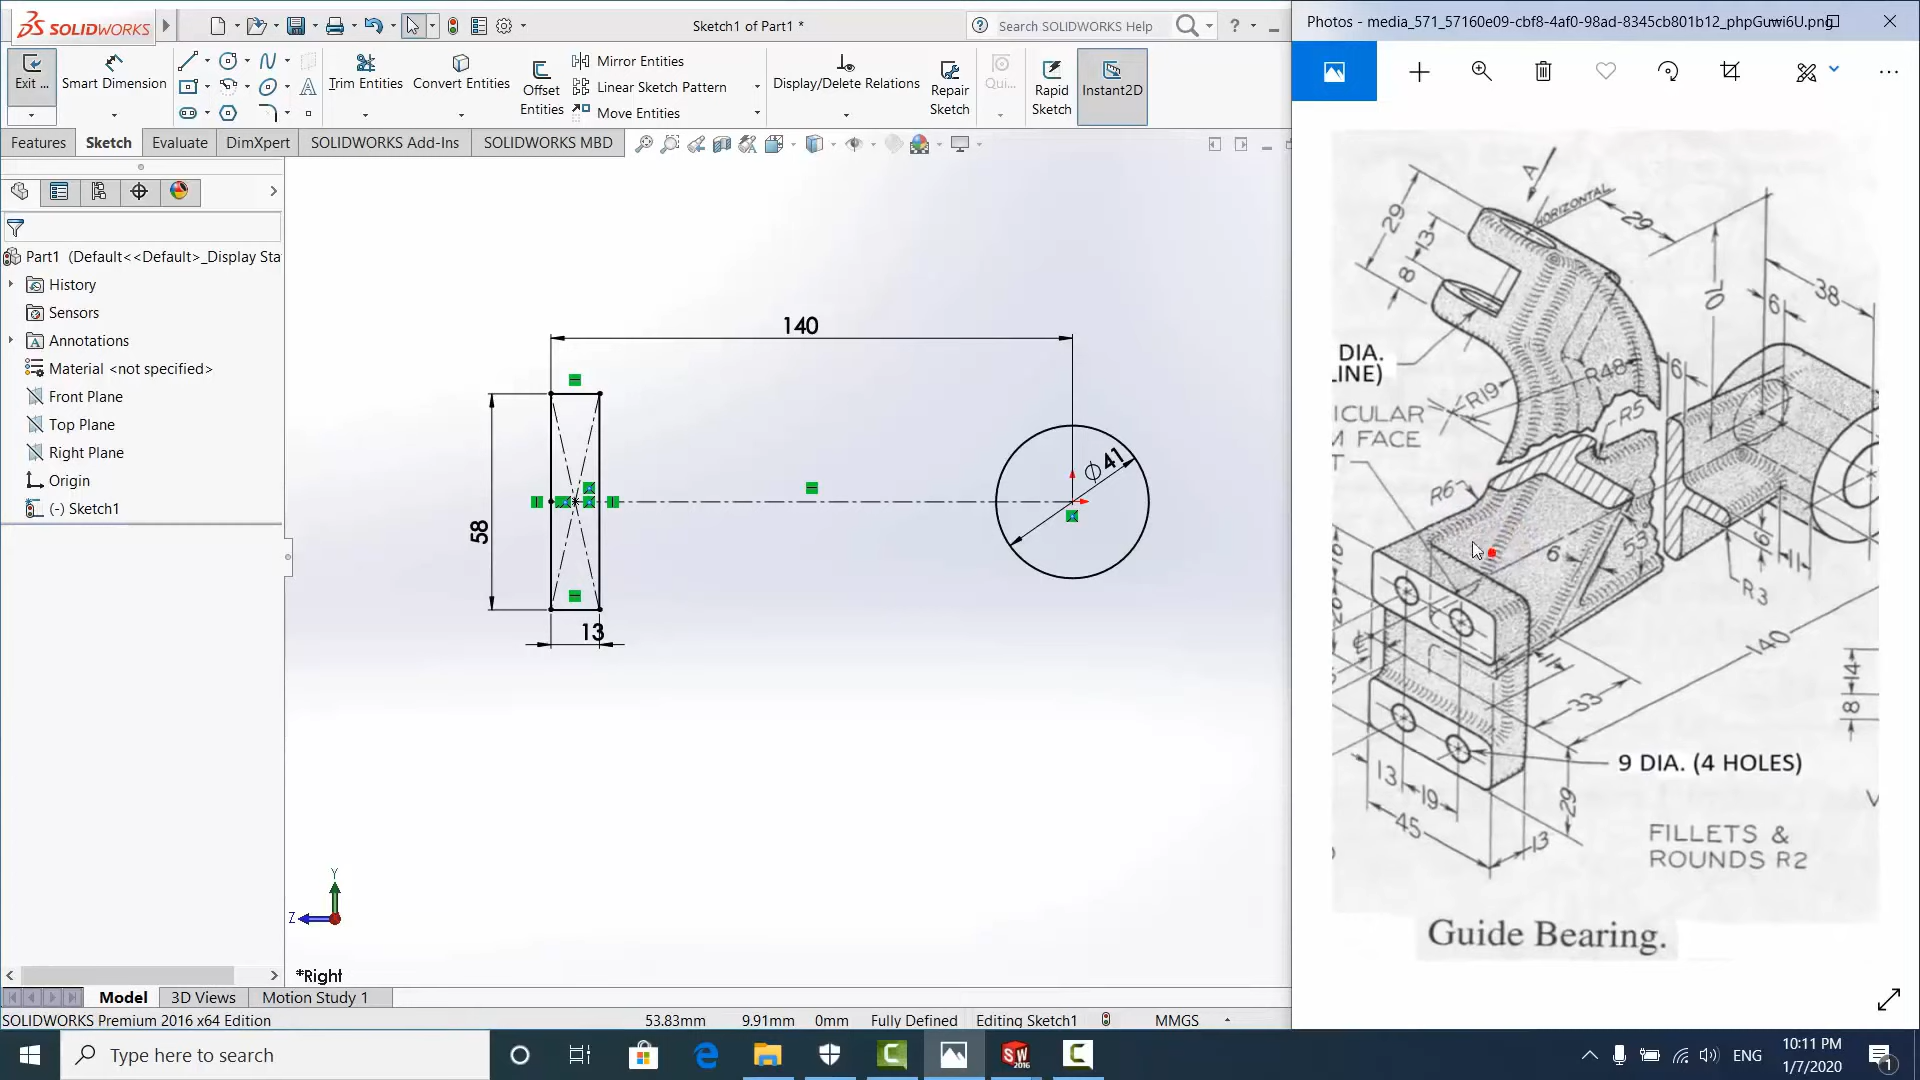 SOLIDWORKS
Sketch1 of Part1 *
Search SOLIDWORKS Help
?
Photos - media_571_57160e09-cbf8-4af0-98ad-8345cb801b12_phpGuwi6U.png
Exit ...
Smart Dimension
Trim Entities
Convert Entities
Offset
Entities
Mirror Entities
Linear Sketch Pattern
Move Entities
Display/Delete Relations
Repair
Sketch
Qui...
Rapid
Sketch
Instant2D
Features
Sketch
Evaluate
DimXpert
SOLIDWORKS Add-Ins
SOLIDWORKS MBD
Part1 (Default<<Default>_Display Sta
History
Sensors
Annotations
Material <not specified>
Front Plane
Top Plane
Right Plane
Origin
(-) Sketch1
140
58
13
⌀41
Y
Z
*Right
A
HORIZONTAL
29
29
13
8
70
6
38
DIA.
LINE)
ICULAR
M FACE
T
R19
R48
6
R5
R6
6
53
R3
11
140
11
33
14
8
9 DIA. (4 HOLES)
13
19
45
13
29
FILLETS &
ROUNDS R2
Guide Bearing.
Model
3D Views
Motion Study 1
SOLIDWORKS Premium 2016 x64 Edition
53.83mm
9.91mm
0mm
Fully Defined
Editing Sketch1
MMGS
Type here to search
SW
2016
ENG
10:11 PM
1/7/2020
1